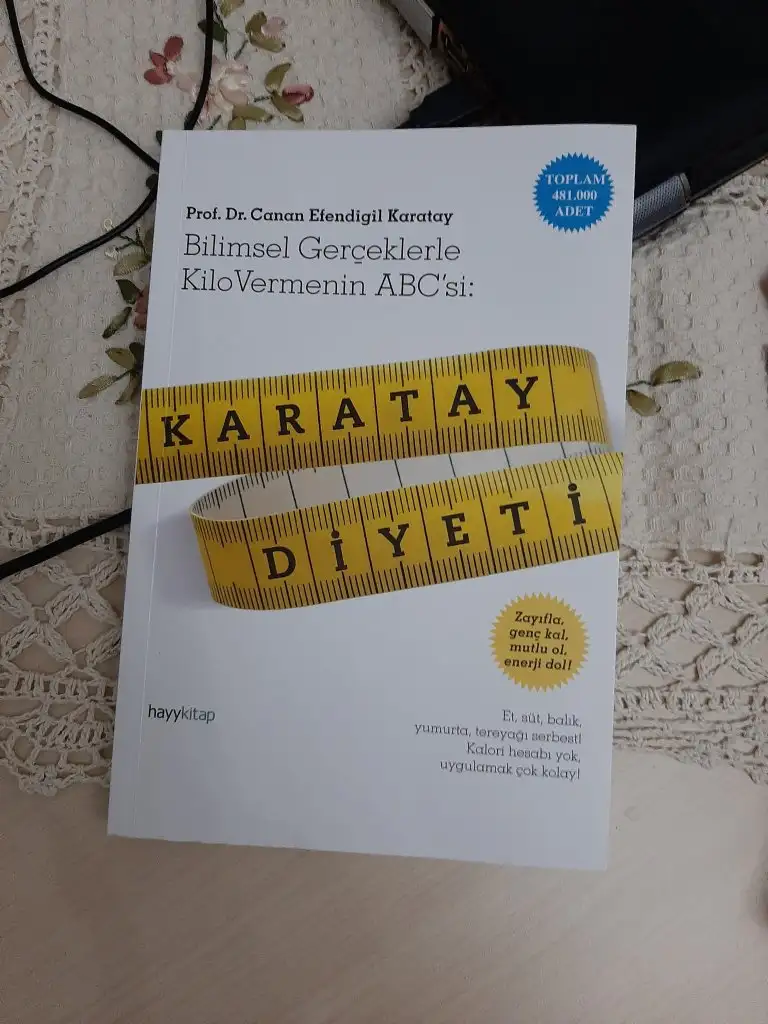 Prof. Dr. Canan Efendigil Karatay
Bilimsel Gerçeklerle
KiloVermenin ABC'si:
TOPLAM
481.000
ADET
KARATAY
DİYETİ
Zayıfla,
genç kal,
mutlu ol,
enerji dol!
hayykitap
Et, süt, balık,
yumurta, tereyağı serbest!
Kalori hesabı yok,
uygulamak çok kolay!